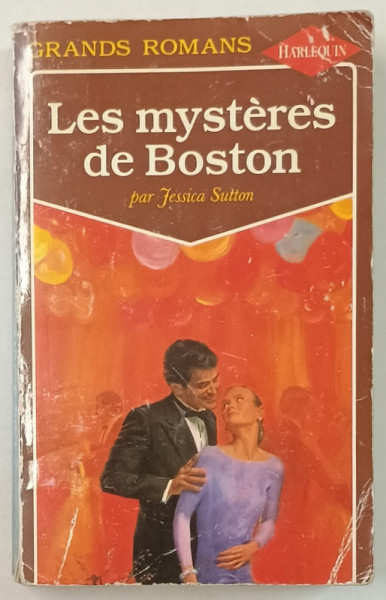 GRANDS ROMANS
HARLEQUIN
Les mystères
de Boston
par Jessica Sutton